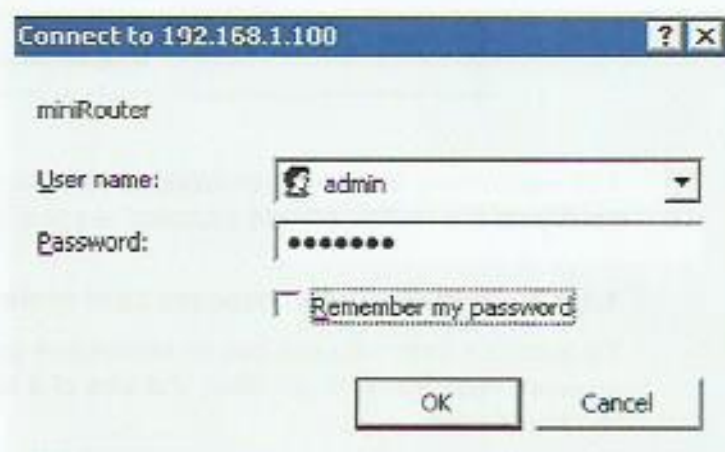 Connect to 192.168.1.100
miniRouter
User name: admin
Password: •••••••
Remember my password
OK Cancel